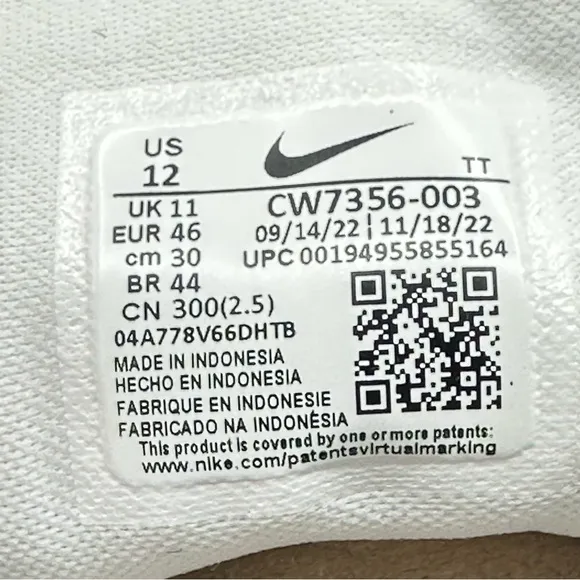 US
12
TT
UK 11
CW7356-003
EUR 46
09/14/22 | 11/18/22
cm 30
UPC 00194955855164
BR 44
CN 300(2.5)
04A778V66DHTB
MADE IN INDONESIA
HECHO EN INDONESIA
FABRIQUE EN INDONESIE
FABRICADO NA INDONÉSIA
This product is covered by one or more patents:
www.nike.com/patentsvirtualmarking